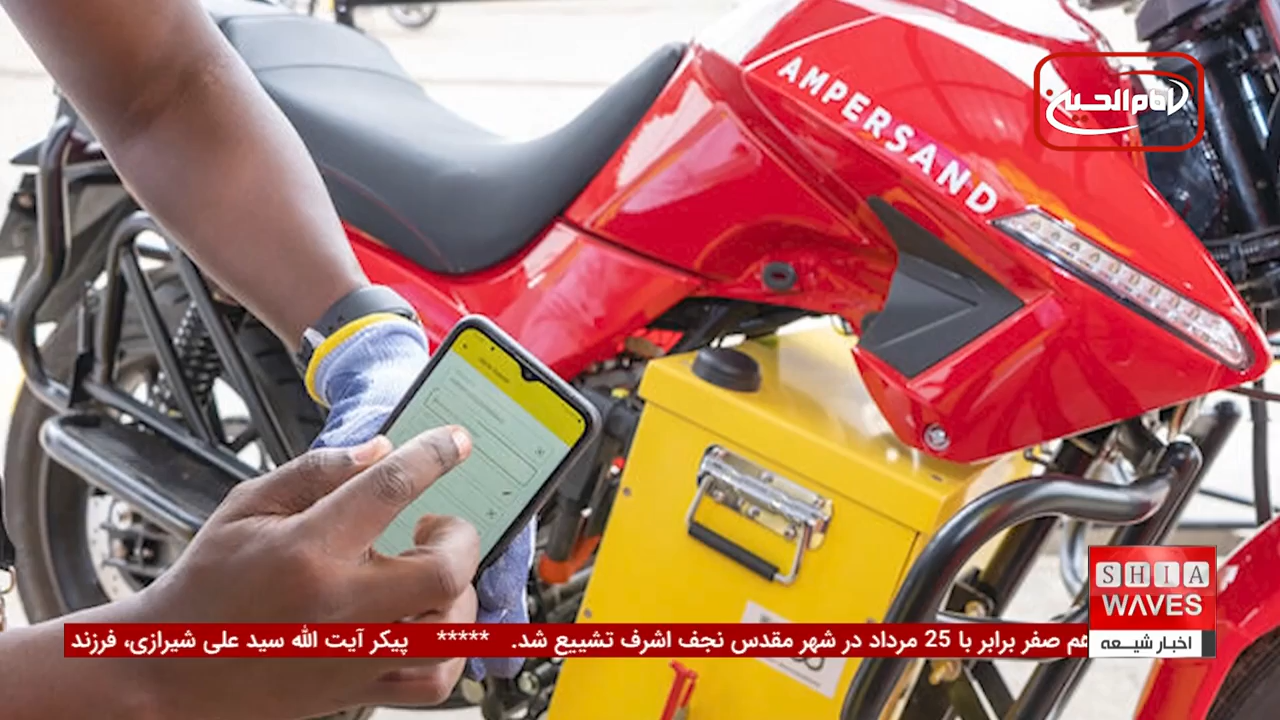 AMPERSAND
امام الحسین
SHIA
WAVES
اخبار شیعه
هم صفر برابر با 25 مرداد در شهر مقدس نجف اشرف تشییع شد. ***** پیکر آیت الله سید علی شیرازی، فرزند